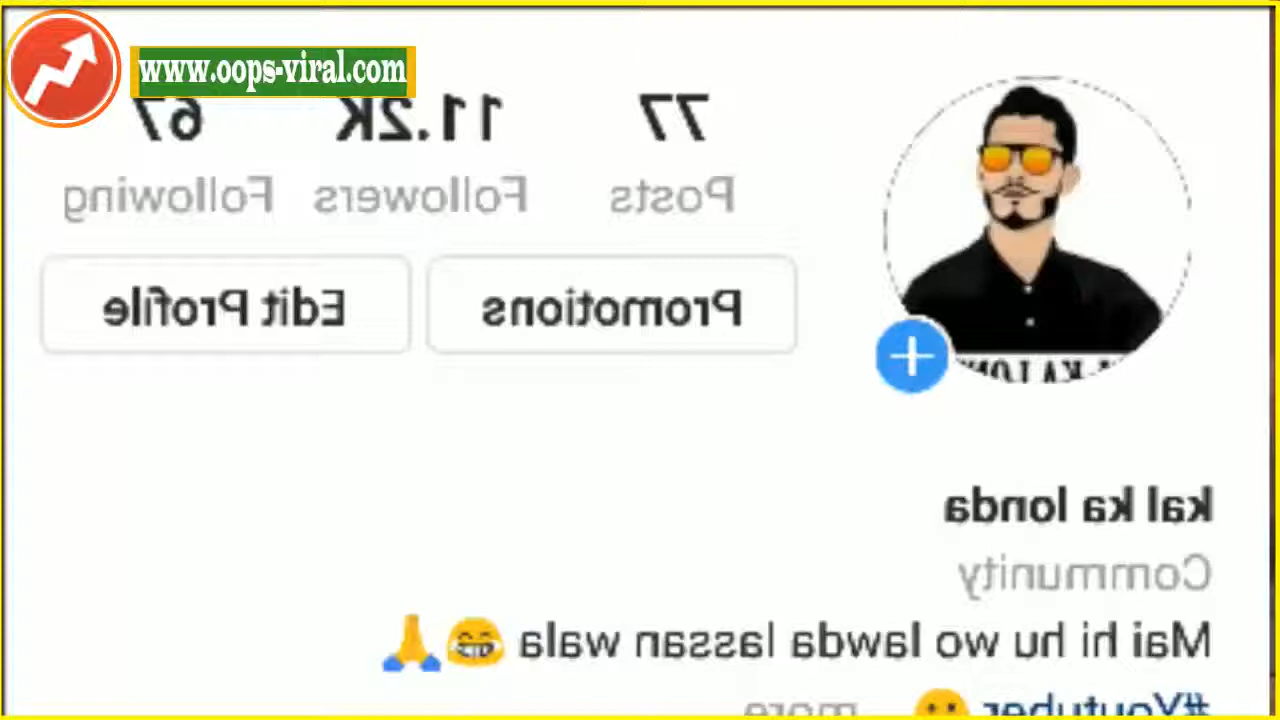 www.oops-viral.com
77 11.2K 67
Posts Followers Following
Promotions Edit Profile
kal ka londa
Community
Mai hi hu wo lawda lassan wala 😂🙏
#Youtuber more